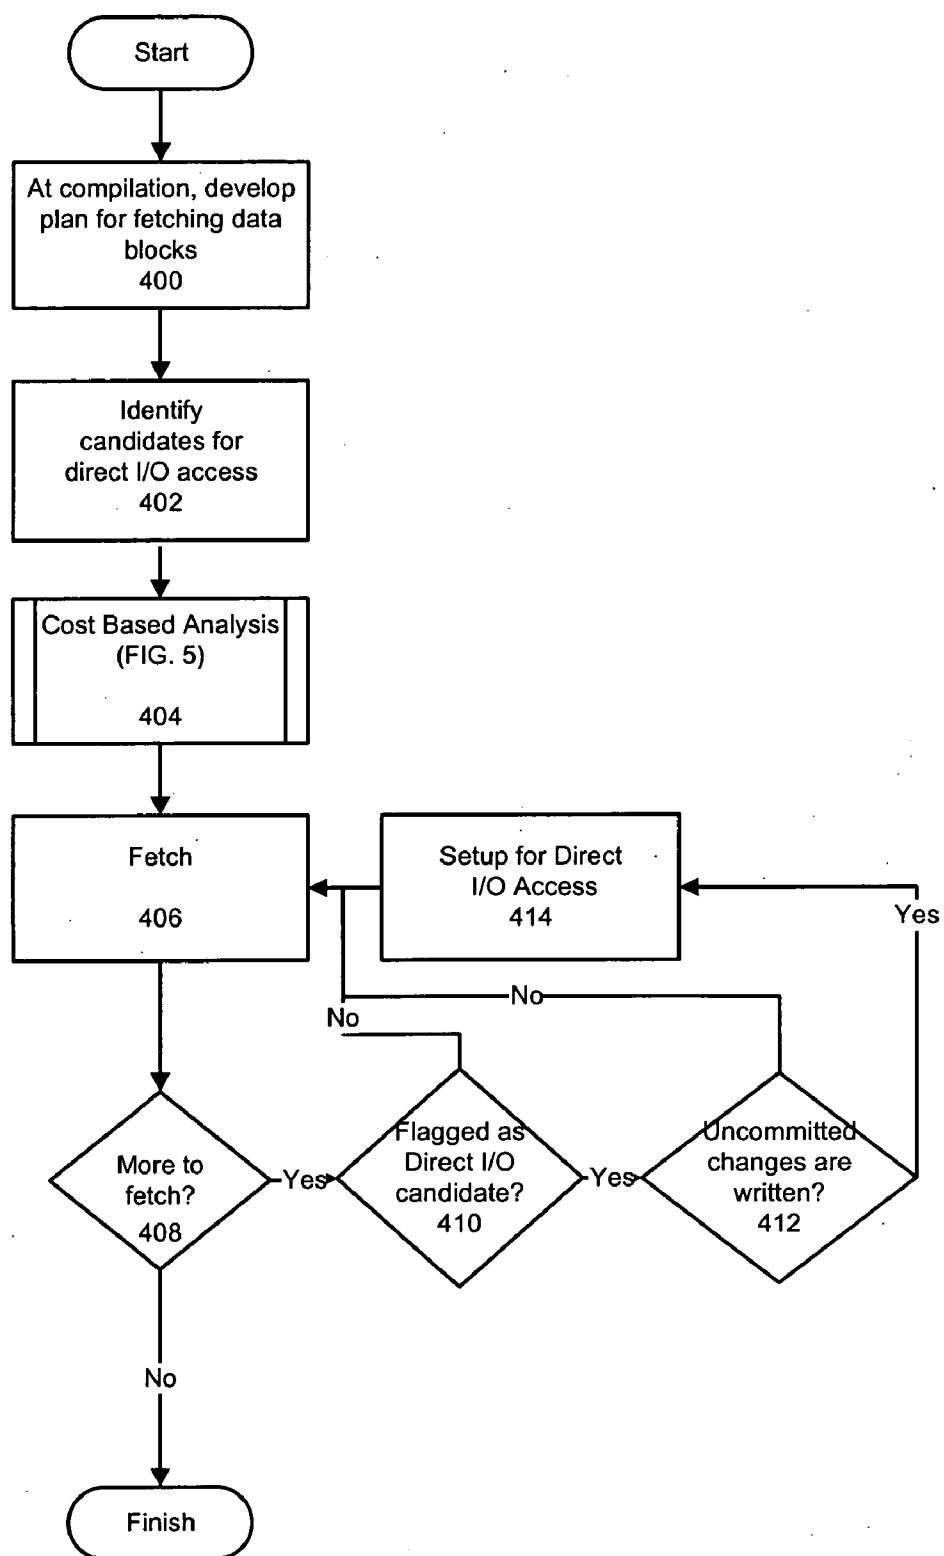 Start
At compilation, develop
plan for fetching data
blocks
400
Identify
candidates for
direct I/O access
402
Cost Based Analysis
(FIG. 5)
404
Fetch
406
Setup for Direct
I/O Access
414
Yes
No
No
More to
fetch?
408
Yes
Flagged as
Direct I/O
candidate?
410
Yes
Uncommitted
changes are
written?
412
No
Finish